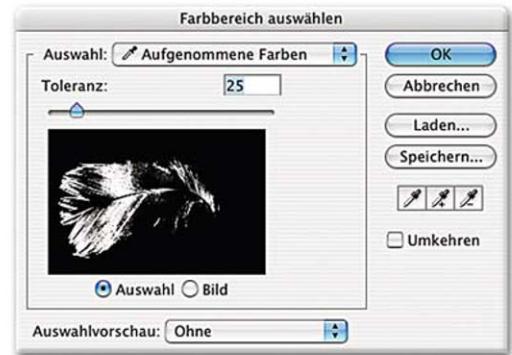 Farbbereich auswählen
Auswahl: Aufgenommene Farben
OK
Toleranz: 25
Abbrechen
Laden...
Speichern...
Umkehren
Auswahl Bild
Auswahlvorschau: Ohne